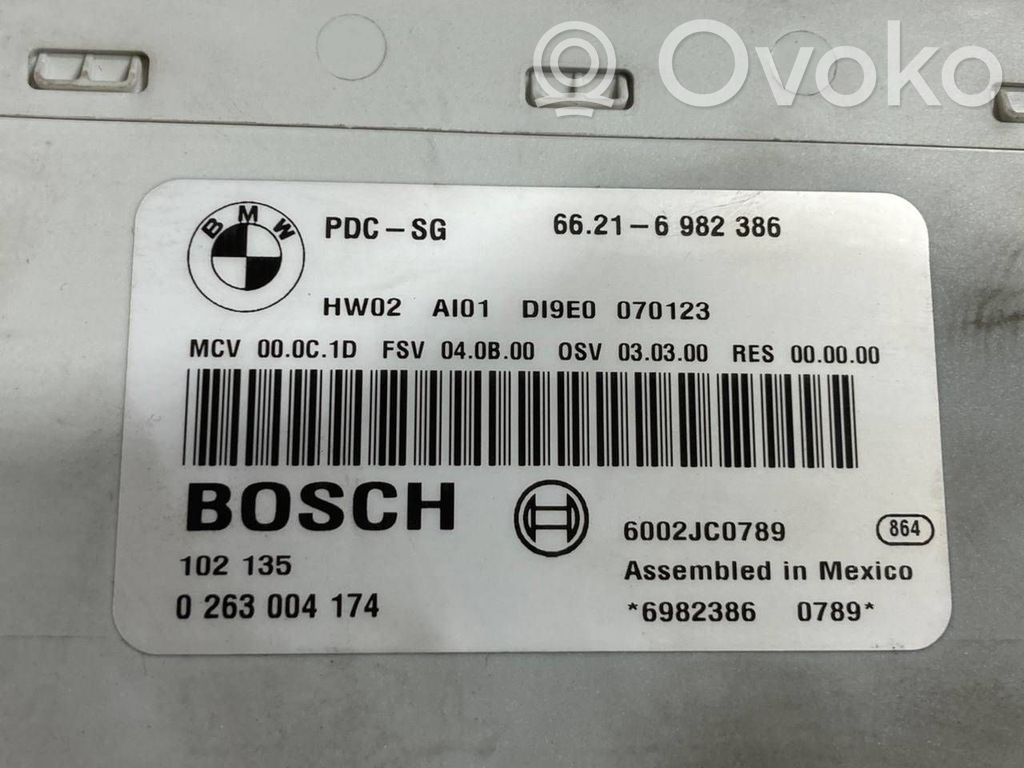 Ovoko
BMW
PDC-SG 66.21-6 982 386
HW02 AI01 DI9E0 070123
MCV 00.0C.1D FSV 04.0B.00 OSV 03.03.00 RES 00.00.00
BOSCH
6002JC0789 864
102 135 Assembled in Mexico
0 263 004 174 *6982386 0789*